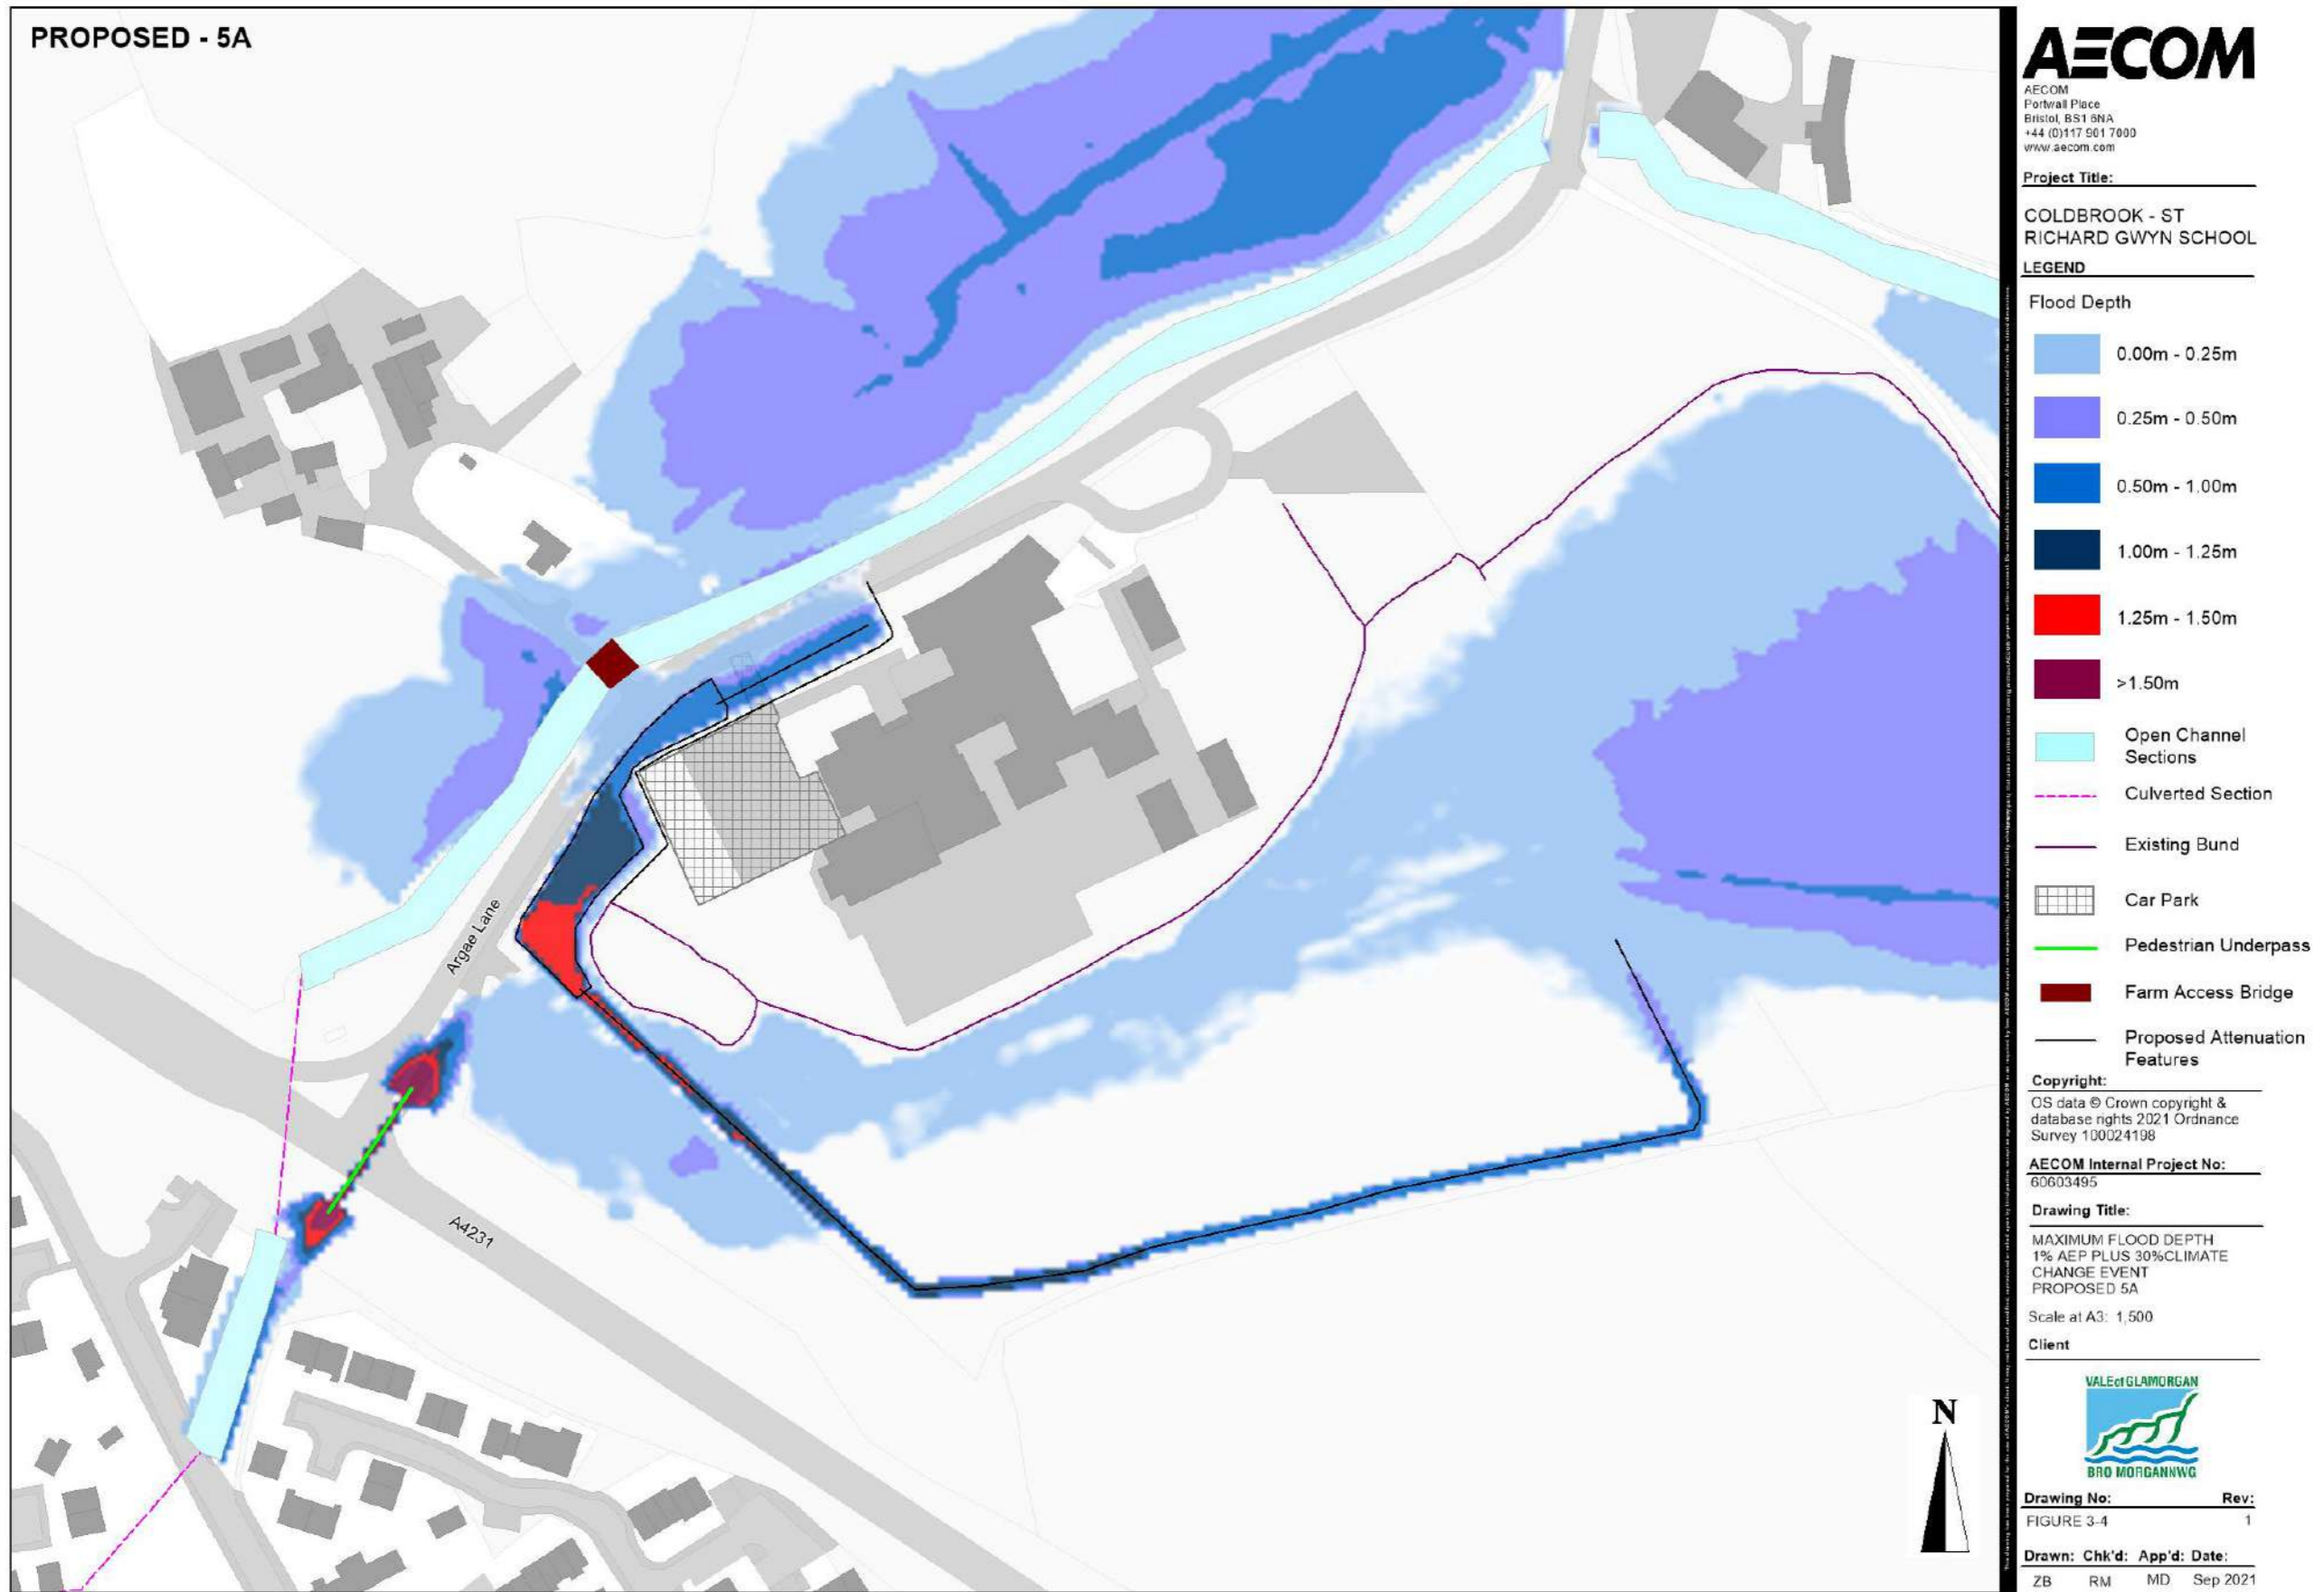 PROPOSED - 5A
Argae Lane
A4231
N
AECOM
AECOM
Portwall Place
Bristol, BS1 6NA
+44 (0)117 901 7000
www.aecom.com
Project Title:
COLDBROOK - ST
RICHARD GWYN SCHOOL
LEGEND
Flood Depth
0.00m - 0.25m
0.25m - 0.50m
0.50m - 1.00m
1.00m - 1.25m
1.25m - 1.50m
>1.50m
Open Channel
Sections
Culverted Section
Existing Bund
Car Park
Pedestrian Underpass
Farm Access Bridge
Proposed Attenuation
Features
Copyright:
OS data © Crown copyright &
database rights 2021 Ordnance
Survey 100024198
AECOM Internal Project No:
60603495
Drawing Title:
MAXIMUM FLOOD DEPTH
1% AEP PLUS 30%CLIMATE
CHANGE EVENT
PROPOSED 5A
Scale at A3: 1,500
Client
VALE of GLAMORGAN
BRO MORGANNWG
Drawing No: Rev:
FIGURE 3-4 1
Drawn: Chk'd: App'd: Date:
ZB RM MD Sep 2021